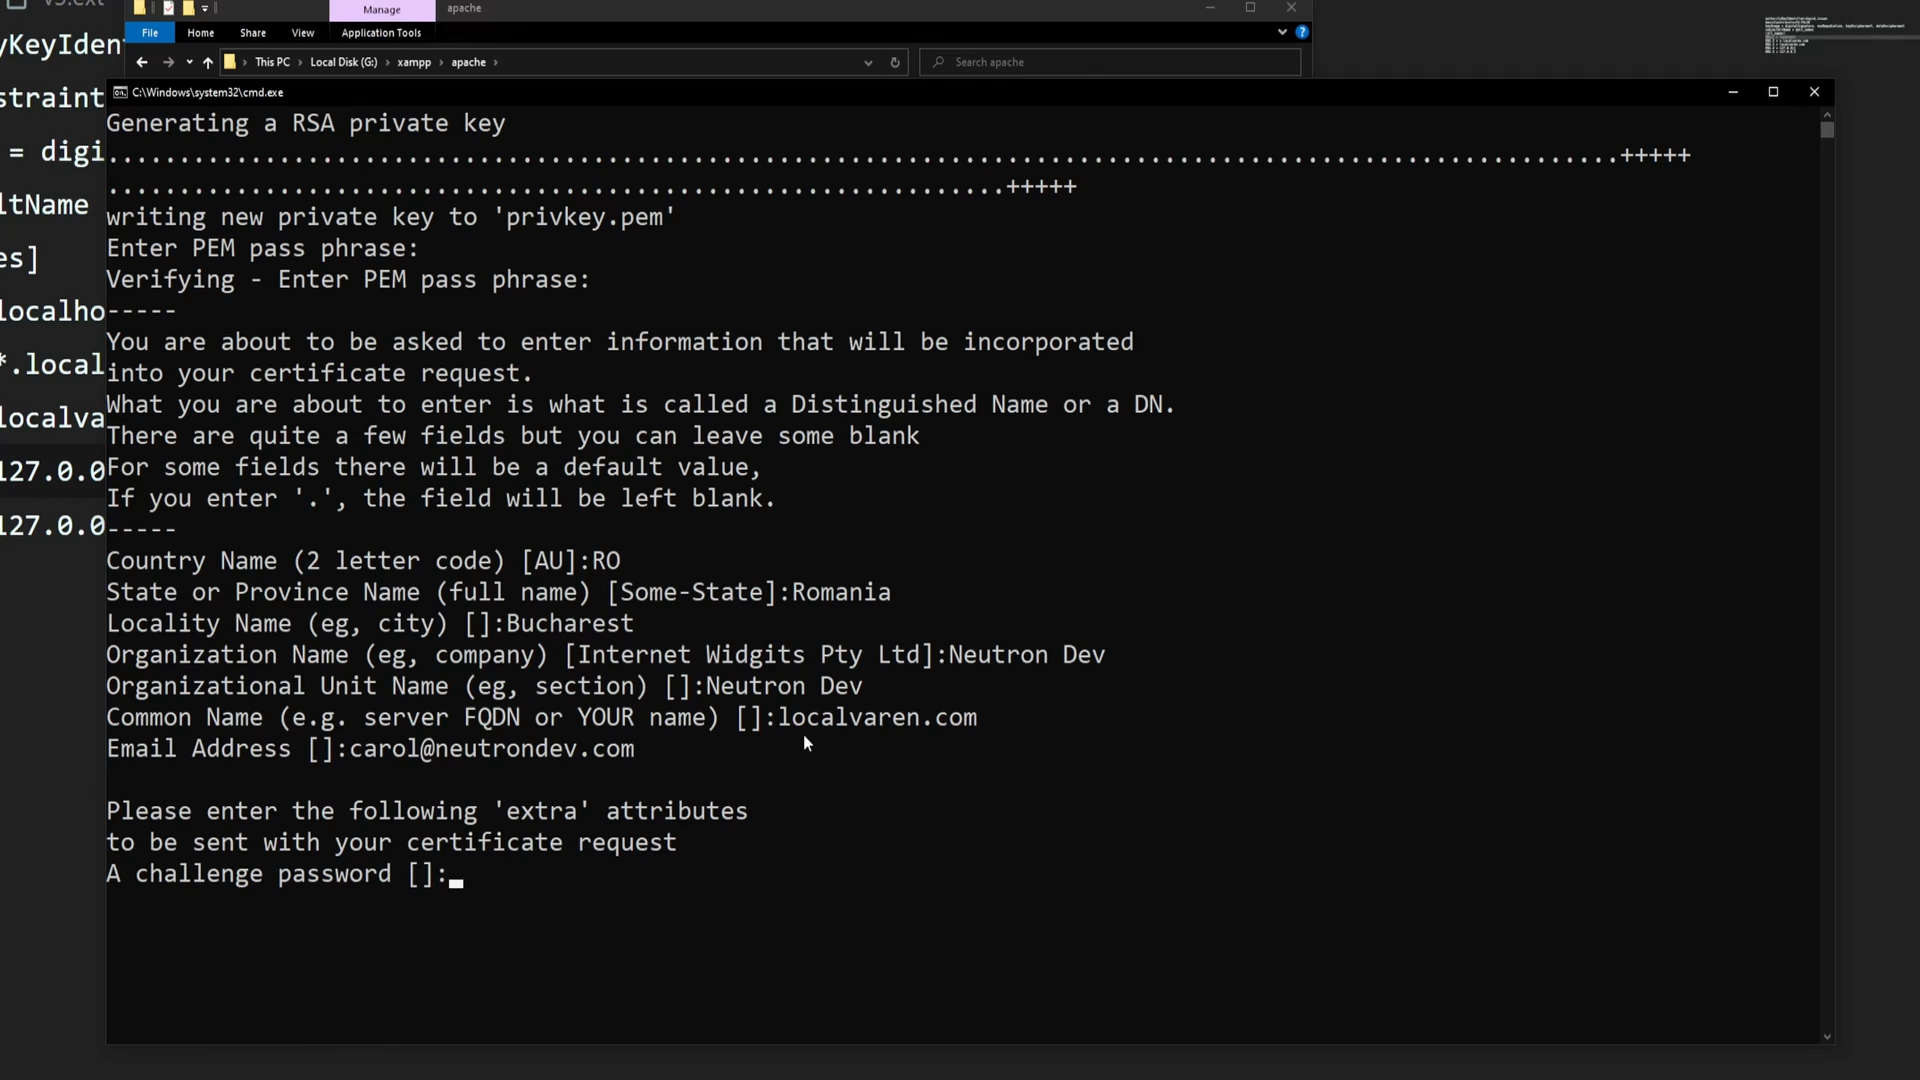 v3.ext
Manage
apache
File
Home
Share
View
Application Tools
This PC
Local Disk (G:)
xampp
apache
Search apache
yKeyIden
straint
= digi
ltName
es]
localho
*.local
localva
127.0.0
127.0.0
C:\Windows\system32\cmd.exe
Generating a RSA private key
..........................................................................................................+++++
...............................................................+++++
writing new private key to 'privkey.pem'
Enter PEM pass phrase:
Verifying - Enter PEM pass phrase:
-----
You are about to be asked to enter information that will be incorporated
into your certificate request.
What you are about to enter is what is called a Distinguished Name or a DN.
There are quite a few fields but you can leave some blank
For some fields there will be a default value,
If you enter '.', the field will be left blank.
-----
Country Name (2 letter code) [AU]:RO
State or Province Name (full name) [Some-State]:Romania
Locality Name (eg, city) []:Bucharest
Organization Name (eg, company) [Internet Widgits Pty Ltd]:Neutron Dev
Organizational Unit Name (eg, section) []:Neutron Dev
Common Name (e.g. server FQDN or YOUR name) []:localvaren.com
Email Address []:carol@neutrondev.com
Please enter the following 'extra' attributes
to be sent with your certificate request
A challenge password []: